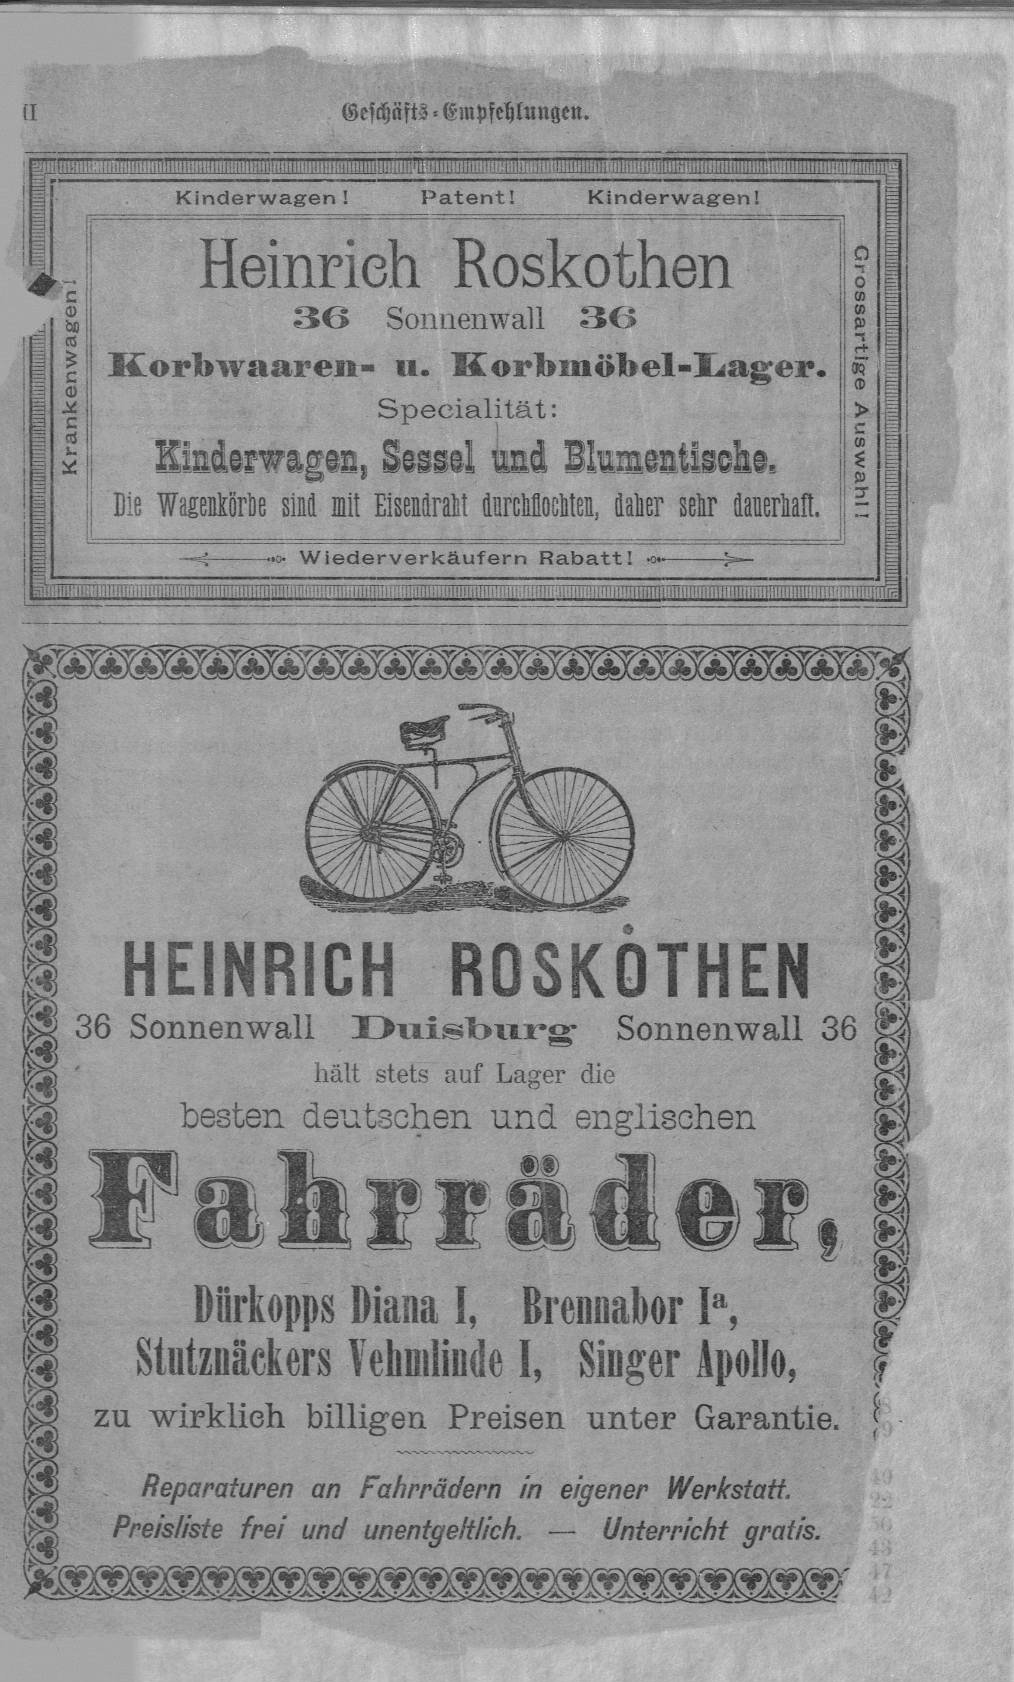 II
Geschäfts-Empfehlungen.
Kinderwagen! Patent! Kinderwagen!
Krankenwagen!
Grossartige Auswahl!
Heinrich Roskothen
36 Sonnenwall 36
Korbwaaren- u. Korbmöbel-Lager.
Specialität:
Kinderwagen, Sessel und Blumentische.
Die Wagenkörbe sind mit Eisendraht durchflochten, daher sehr dauerhaft.
Wiederverkäufern Rabatt!
HEINRICH ROSKOTHEN
36 Sonnenwall Duisburg Sonnenwall 36
hält stets auf Lager die
besten deutschen und englischen
Fahrräder,
Dürkopps Diana I, Brennabor Iª,
Stutznäckers Vehmlinde I, Singer Apollo,
zu wirklich billigen Preisen unter Garantie.
Reparaturen an Fahrrädern in eigener Werkstatt.
Preisliste frei und unentgeltlich. — Unterricht gratis.